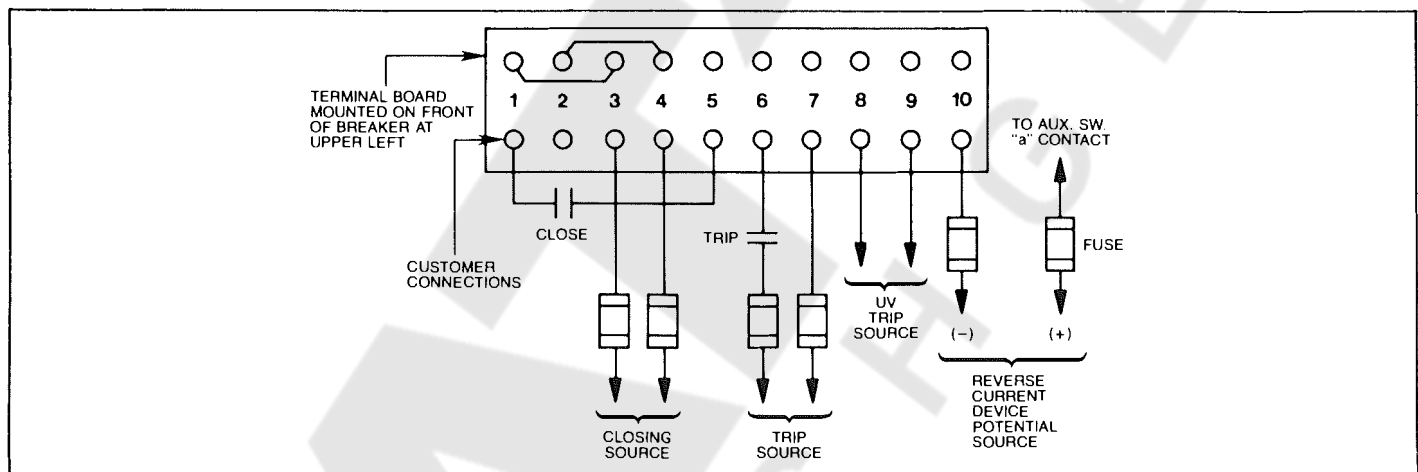 TERMINAL BOARD
MOUNTED ON FRONT
OF BREAKER AT
UPPER LEFT
1 2 3 4 5 6 7 8 9 10
TO AUX. SW.
"a" CONTACT
CLOSE
TRIP
FUSE
CUSTOMER
CONNECTIONS
UV
TRIP
SOURCE
(-)
(+)
CLOSING
SOURCE
TRIP
SOURCE
REVERSE
CURRENT
DEVICE
POTENTIAL
SOURCE